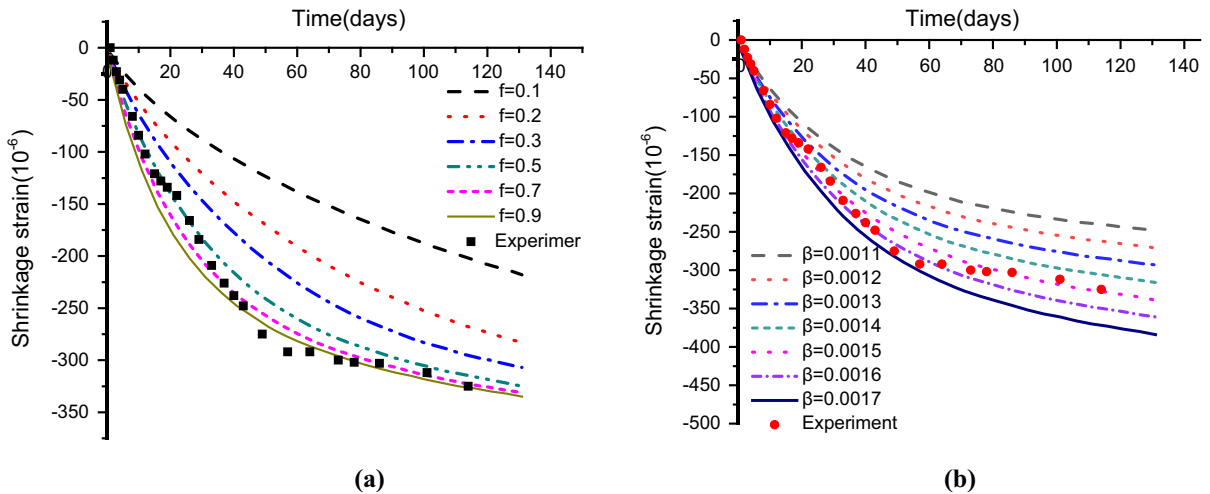 Time(days)
0 20 40 60 80 100 120 140
0
-50
-100
-150
-200
-250
-300
-350
Shrinkage strain(10⁻⁶)
f=0.1
f=0.2
f=0.3
f=0.5
f=0.7
f=0.9
Experimer
(a)
Time(days)
0 20 40 60 80 100 120 140
0
-50
-100
-150
-200
-250
-300
-350
-400
-450
-500
Shrinkage strain(10⁻⁶)
β=0.0011
β=0.0012
β=0.0013
β=0.0014
β=0.0015
β=0.0016
β=0.0017
Experiment
(b)